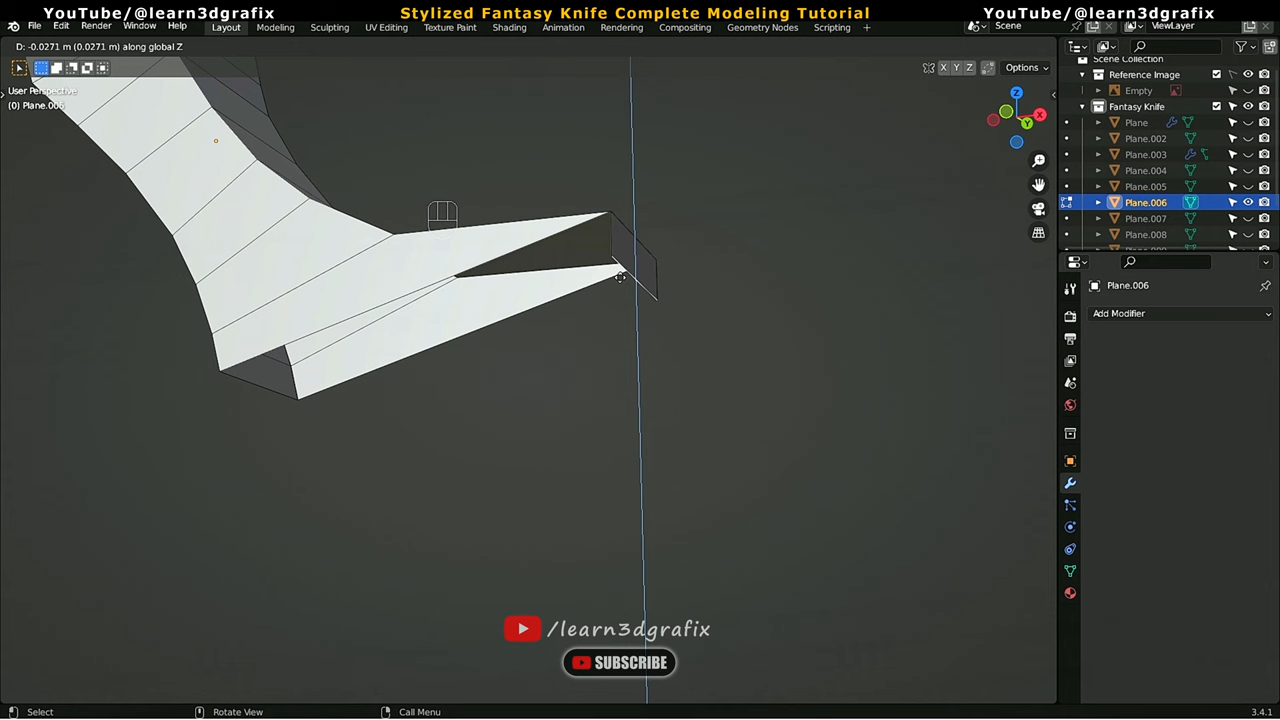 YouTube/@learn3dgrafix
Stylized Fantasy Knife Complete Modeling Tutorial
YouTube/@learn3dgrafix
File Edit Render Window Help
Layout Modeling Sculpting UV Editing Texture Paint Shading Animation Rendering Compositing Geometry Nodes Scripting +
Scene
ViewLayer
D: -0.0271 m (0.0271 m) along global Z
X Y Z
Options
User Perspective
(0) Plane.006
Z
X
Y
Scene Collection
Reference Image
Empty
Fantasy Knife
Plane
Plane.002
Plane.003
Plane.004
Plane.005
Plane.006
Plane.007
Plane.008
Plane.006
Add Modifier
/learn3dgrafix
SUBSCRIBE
Select
Rotate View
Call Menu
3.4.1